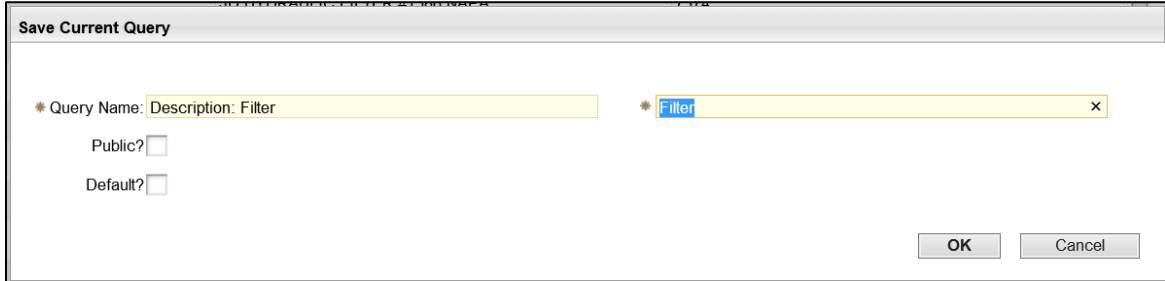 Save Current Query
Query Name: Description: Filter
Filter
Public?
Default?
OK
Cancel